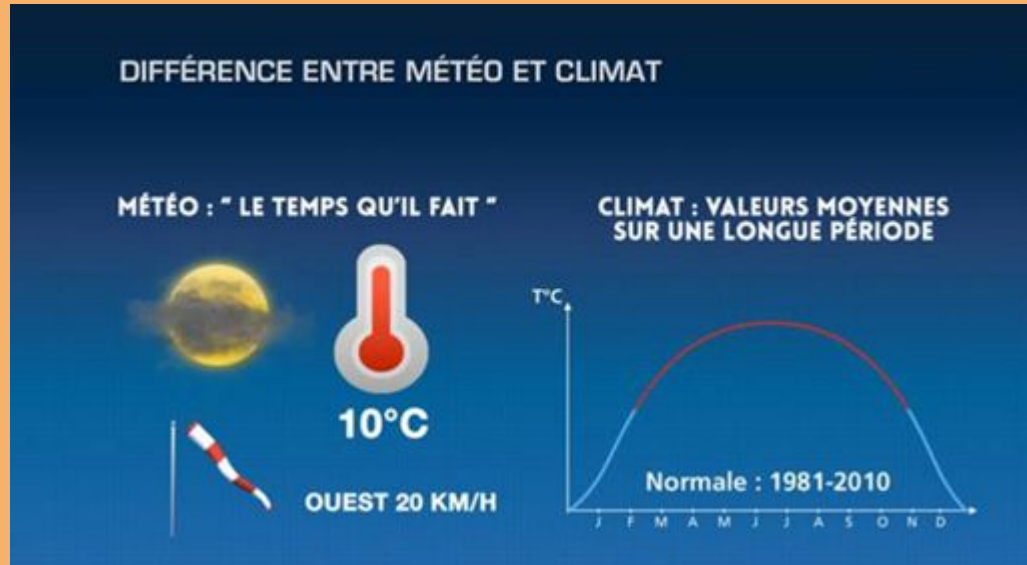 DIFFÉRENCE ENTRE MÉTÉO ET CLIMAT
MÉTÉO : " LE TEMPS QU'IL FAIT "
10°C
OUEST 20 KM/H
CLIMAT : VALEURS MOYENNES
SUR UNE LONGUE PÉRIODE
T°C
Normale : 1981-2010
J F M A M J J A S O N D